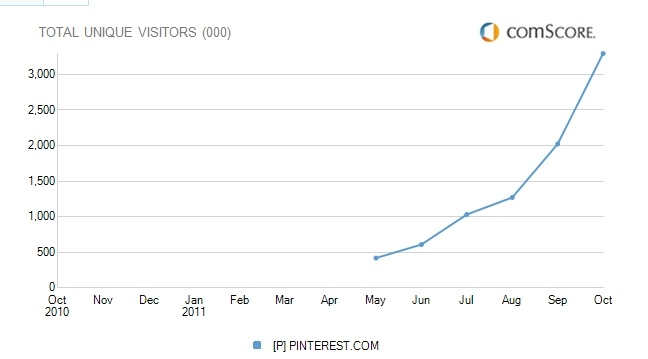 TOTAL UNIQUE VISITORS (000)
comSCORE.
3,000
2,500
2,000
1,500
1,000
500
0
Oct Nov Dec Jan Feb Mar Apr May Jun Jul Aug Sep Oct
2010 2011
[P] PINTEREST.COM